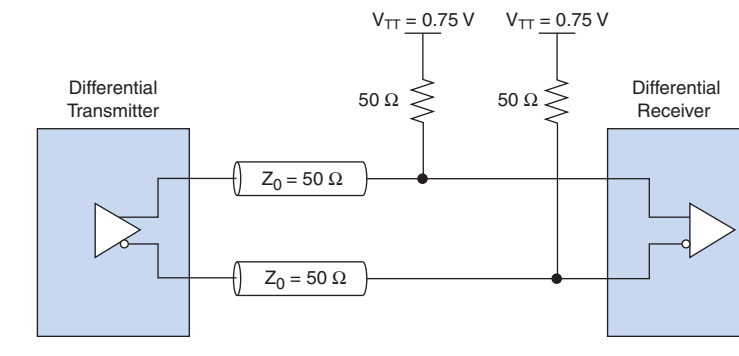 V_TT = 0.75 V    V_TT = 0.75 V
Differential
Transmitter
50 Ω    50 Ω
Differential
Receiver
Z_0 = 50 Ω
Z_0 = 50 Ω